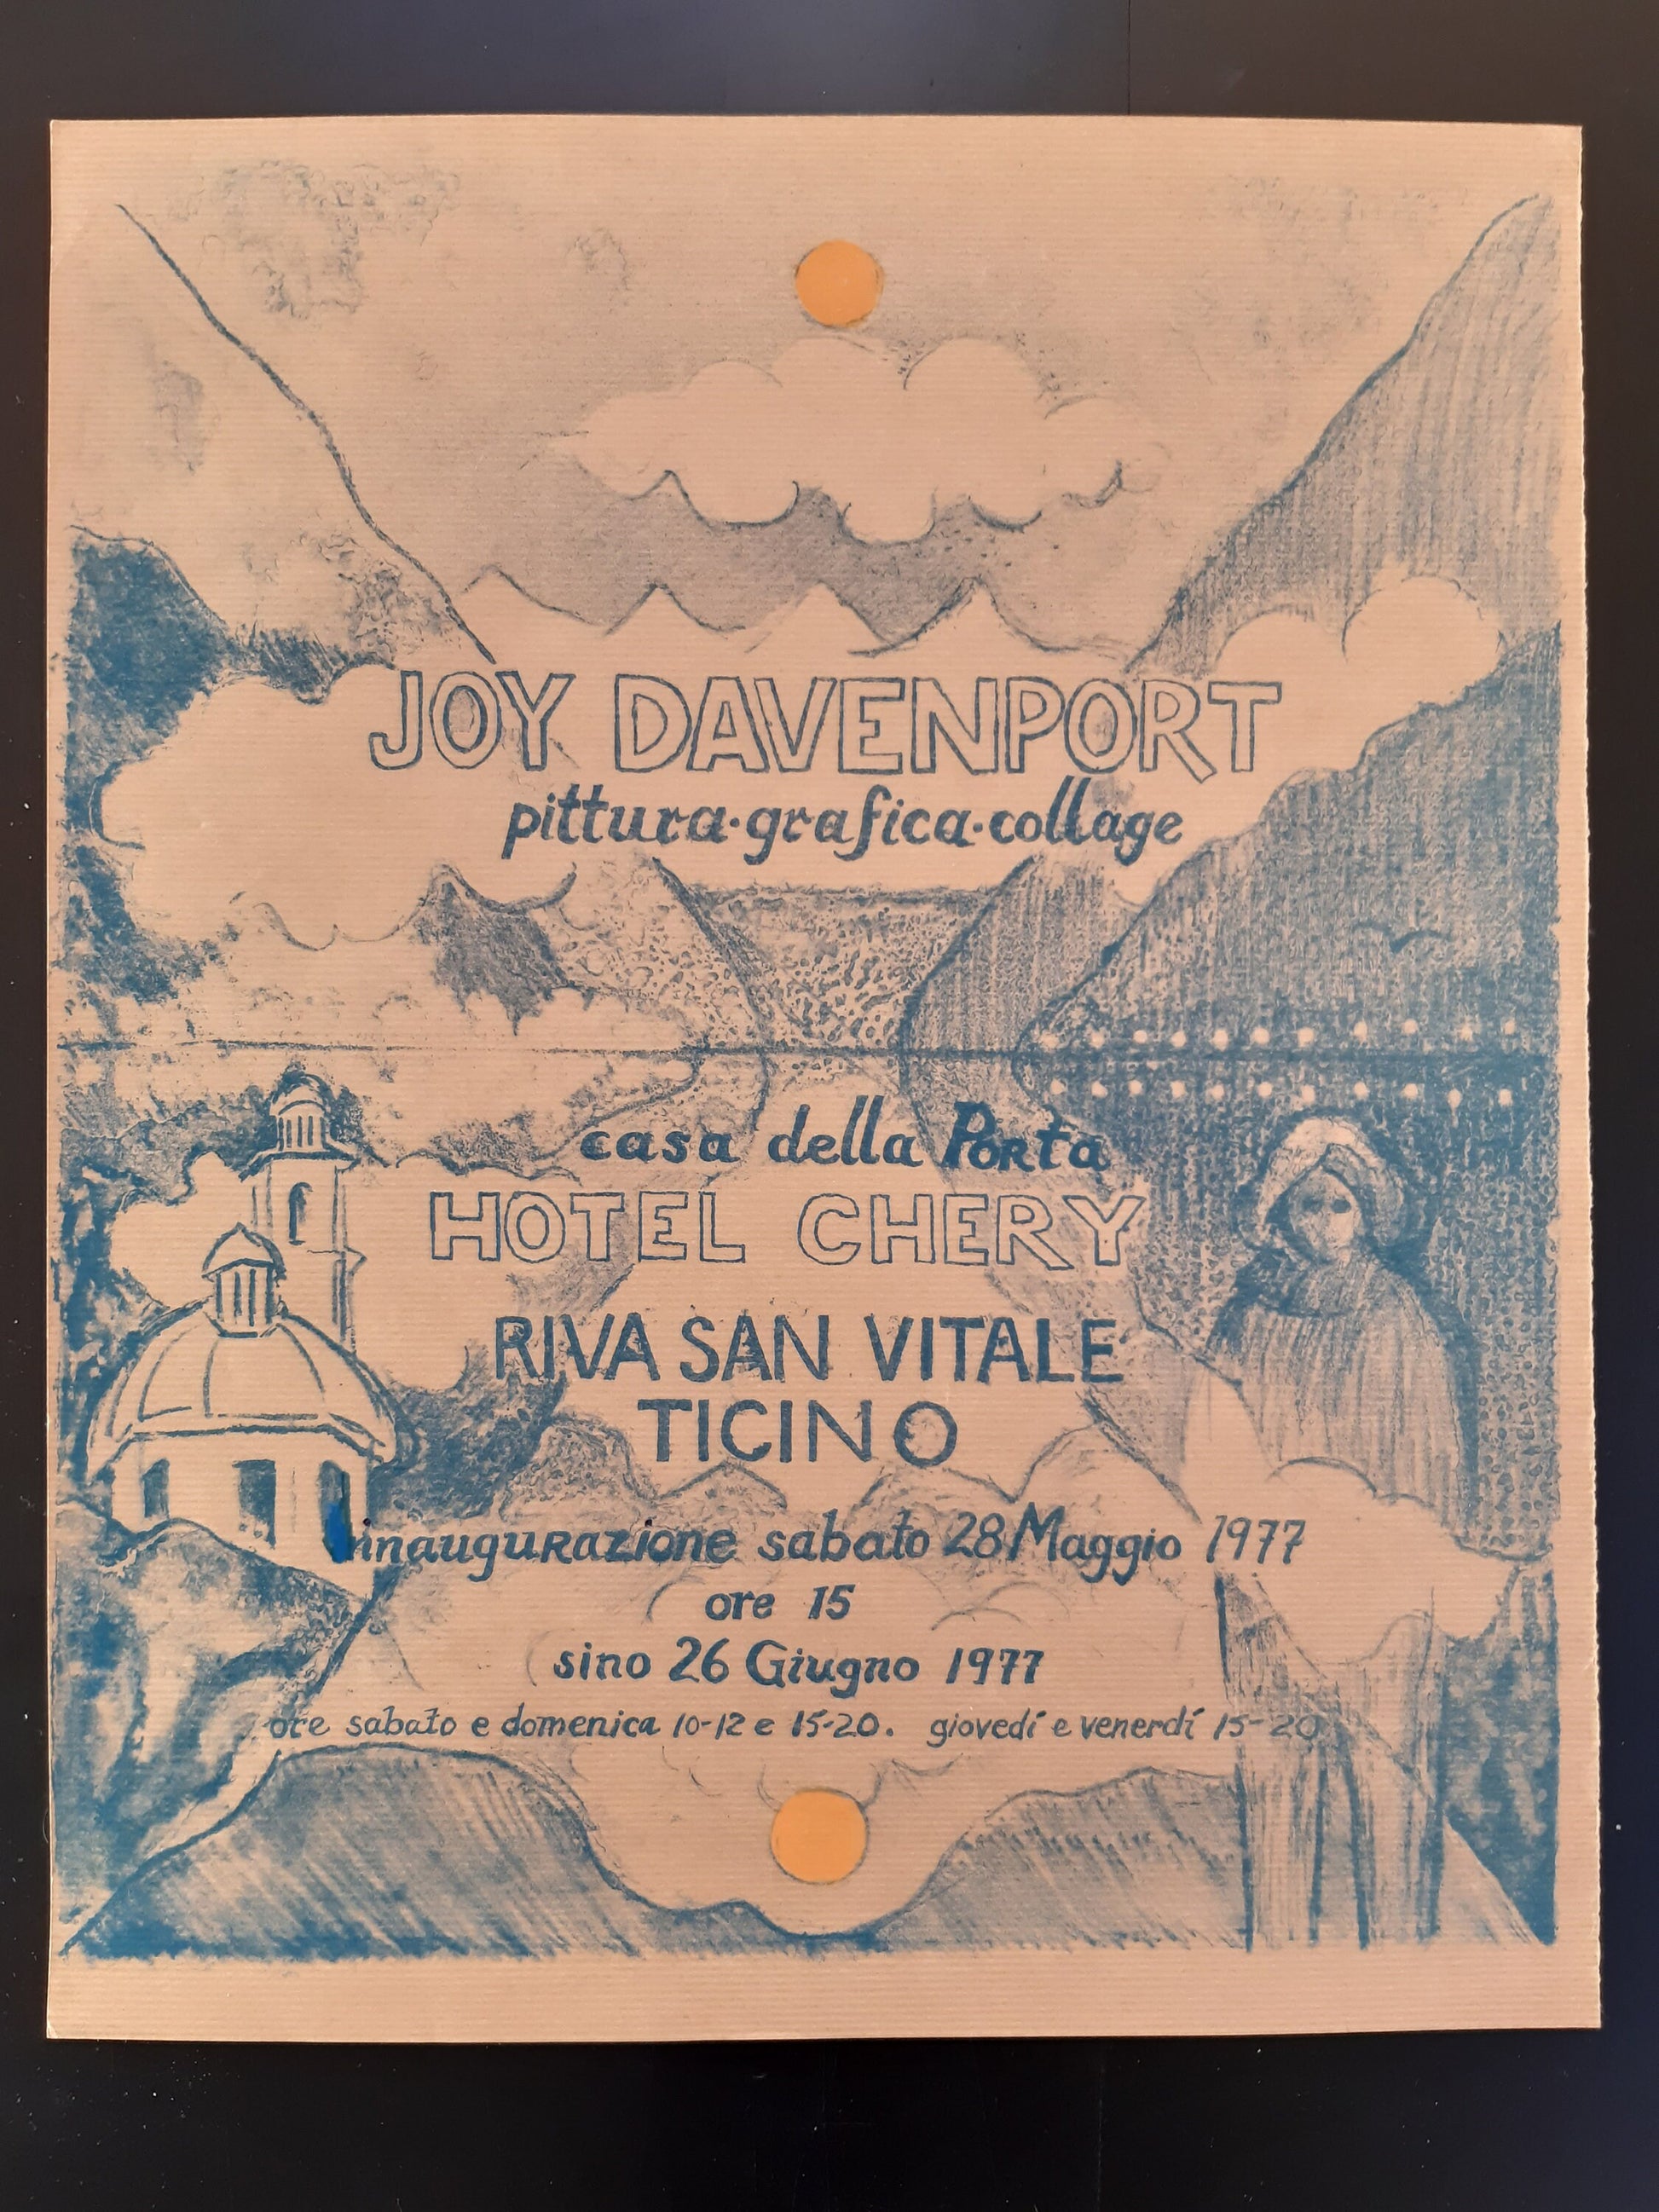 JOY DAVENPORT
pittura·grafica·collage
casa della Porta
HOTEL CHERY
RIVA SAN VITALE
TICINO
inaugurazione sabato 28 Maggio 1977
ore 15
sino 26 Giugno 1977
ore sabato e domenica 10-12 e 15-20. giovedí e venerdí 15-20